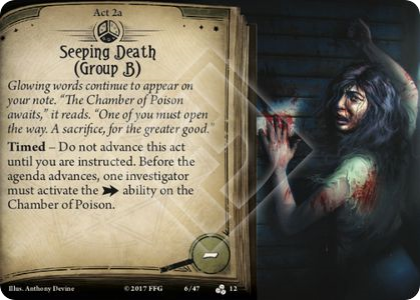 Act 2a
Seeping Death
(Group B)
Glowing words continue to appear on
your note. “The Chamber of Poison
awaits,” it reads. “One of you must open
the way. A sacrifice, for the greater good.”
Timed – Do not advance this act
until you are instructed. Before the
agenda advances, one investigator
must activate the ability on the
Chamber of Poison.
–
Illus. Anthony Devine © 2017 FFG 6/47 12